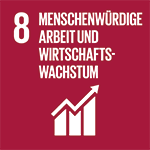 8 MENSCHENWÜRDIGE
ARBEIT UND
WIRTSCHAFTS-
WACHSTUM